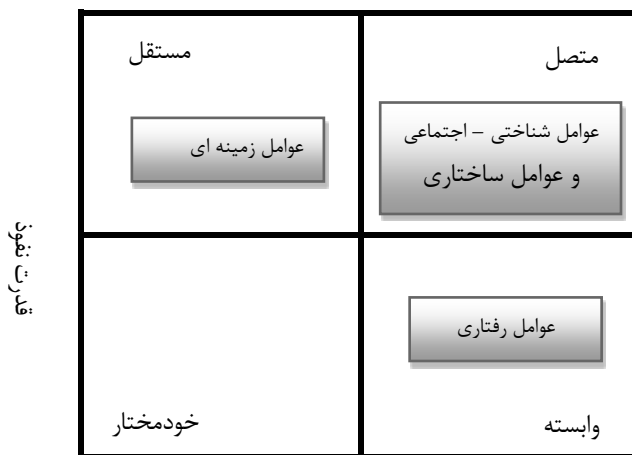 متصل
مستقل
عوامل شناختی – اجتماعی
و عوامل ساختاری
عوامل زمینه ای
قدرت نفوذ
عوامل رفتاری
وابسته
خودمختار